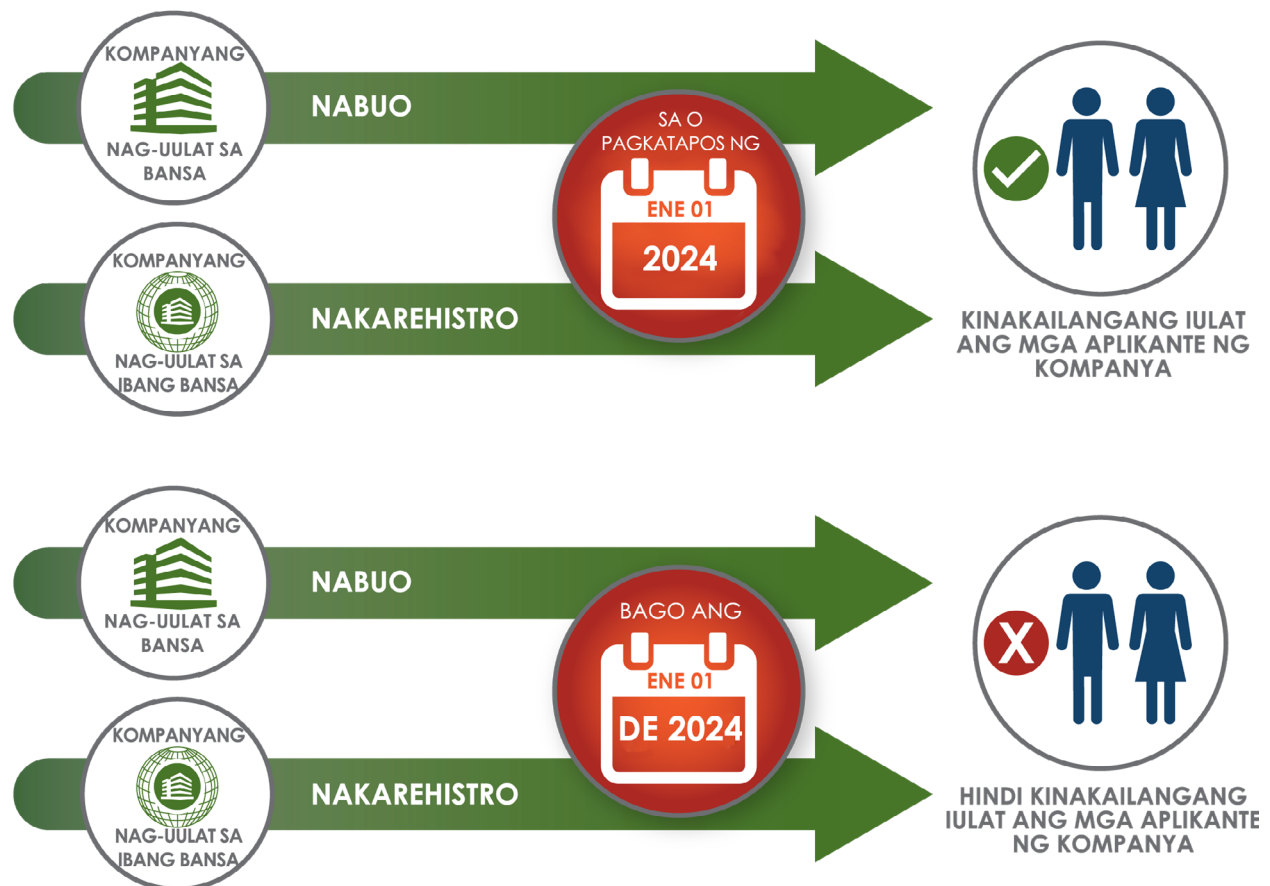 KOMPANYANG
NAG-UULAT SA
BANSA
NABUO
KOMPANYANG
NAG-UULAT SA
IBANG BANSA
NAKAREHISTRO
SA O
PAGKATAPOS NG
ENE 01
2024
KINAKAILANGANG IULAT
ANG MGA APLIKANTE NG
KOMPANYA
KOMPANYANG
NAG-UULAT SA
BANSA
NABUO
KOMPANYANG
NAG-UULAT SA
IBANG BANSA
NAKAREHISTRO
BAGO ANG
ENE 01
DE 2024
X
HINDI KINAKAILANGANG
IULAT ANG MGA APLIKANTE
NG KOMPANYA